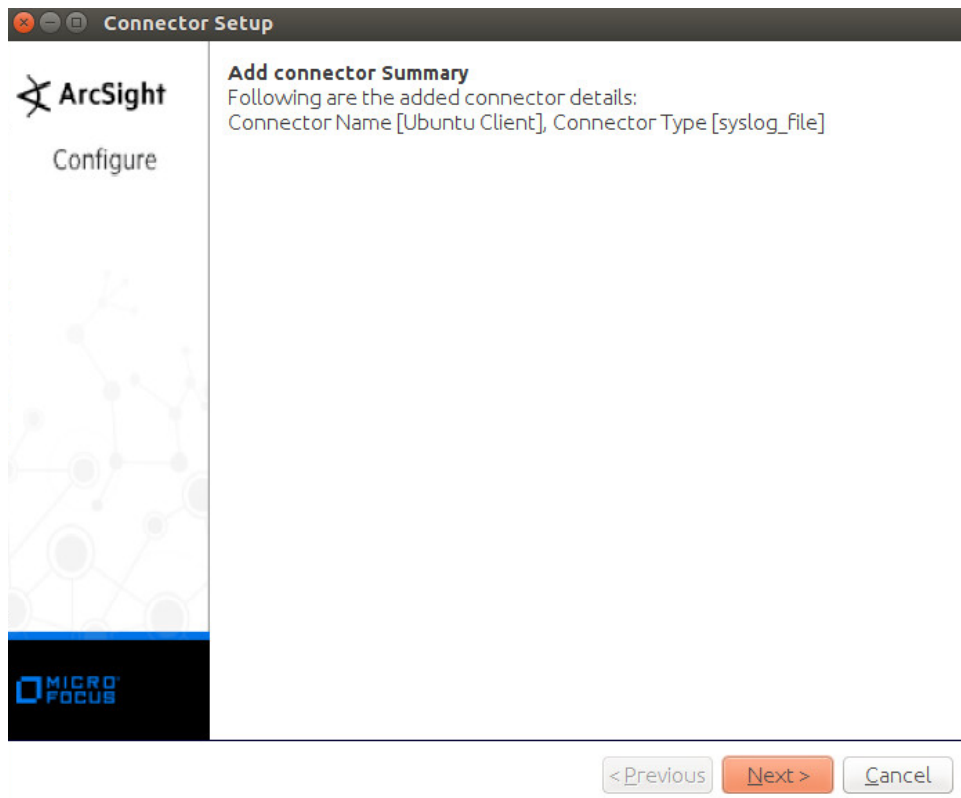 Connector Setup
ArcSight
Configure
Add connector Summary
Following are the added connector details:
Connector Name [Ubuntu Client], Connector Type [syslog_file]
MICRO
FOCUS
< Previous
Next >
Cancel